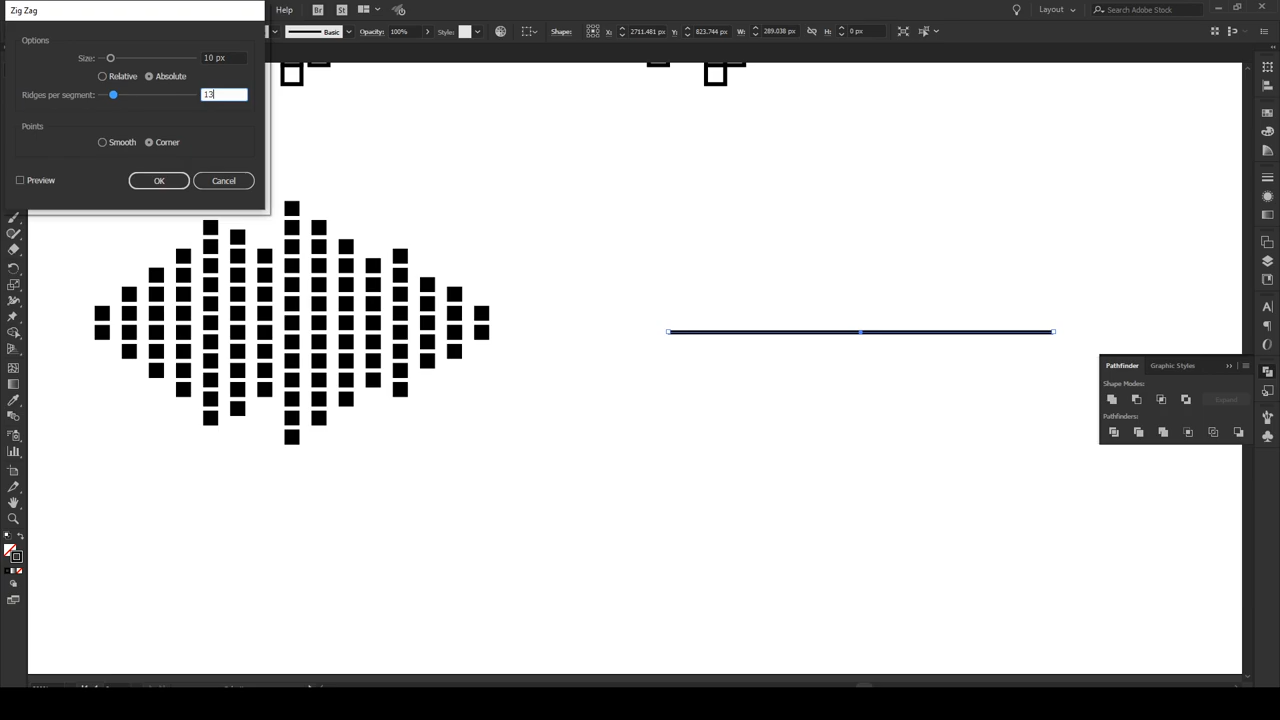 Zig Zag
Help
Br
St
Layout
Search Adobe Stock
Basic
Opacity:
100%
Style:
Shape:
X:
2711.481 px
Y:
823.744 px
W:
289.038 px
H:
0 px
Options
Size:
10 px
Relative
Absolute
Ridges per segment:
13
Points
Smooth
Corner
Preview
OK
Cancel
Pathfinder
Graphic Styles
Shape Modes:
Expand
Pathfinders: